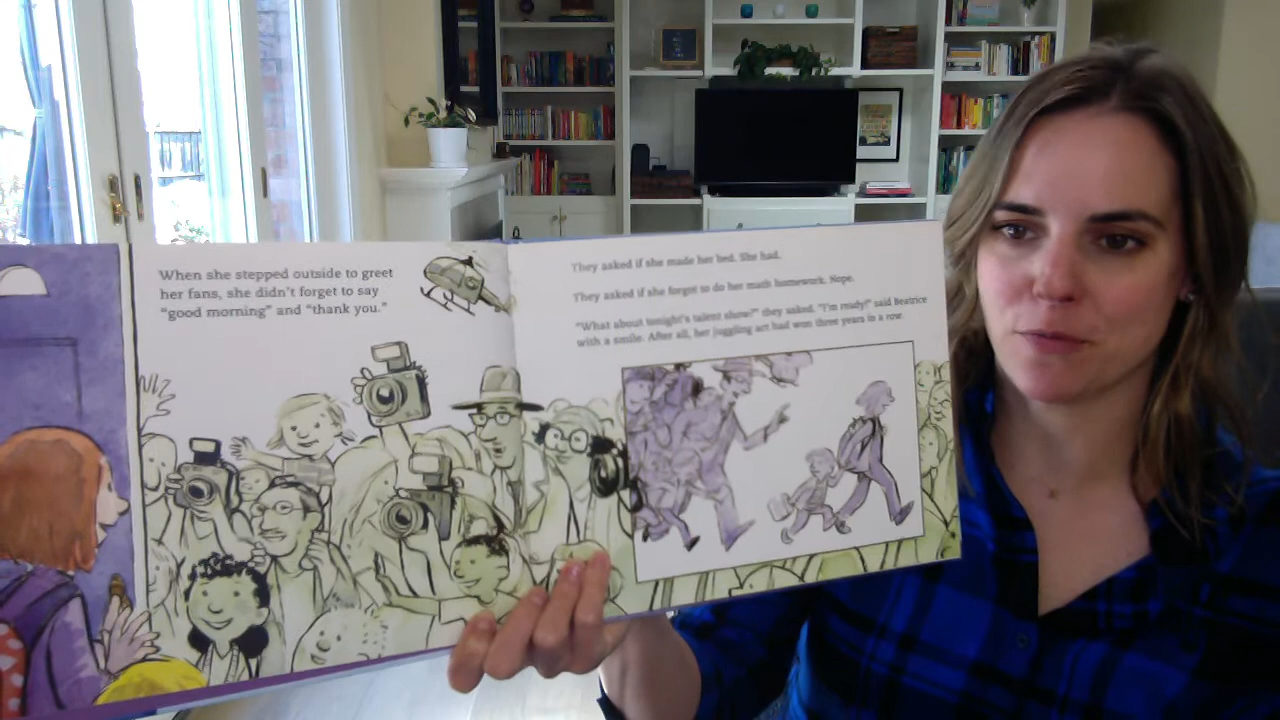 When she stepped outside to greet
her fans, she didn't forget to say
"good morning" and "thank you."
They asked if she made her bed. She had.
They asked if she forgot to do her math homework. Nope.
"What about tonight's talent show?" they asked. "I'm ready!" said Beatrice
with a smile. After all, her juggling act had won three years in a row.